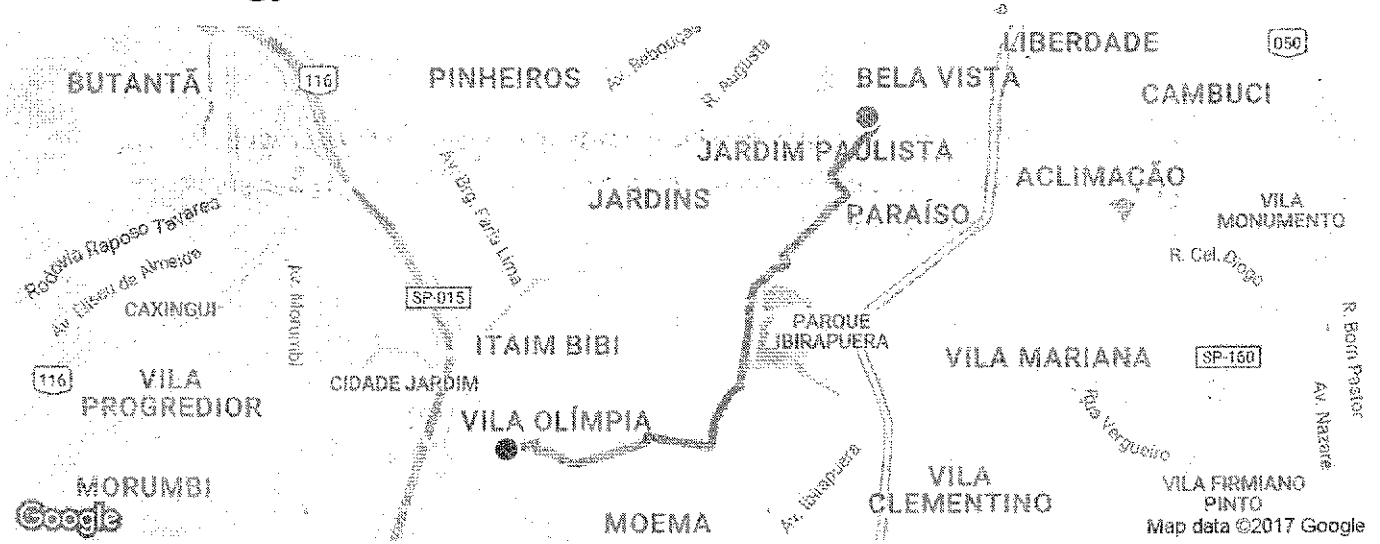 LIBERDADE
050
BUTANTÃ
116
PINHEIROS
Av. Rebouças
R. Augusta
BELA VISTA
CAMBUCI
JARDIM PAULISTA
ACLIMAÇÃO
Av. Brg. Faria Lima
JARDINS
PARAÍSO
VILA
MONUMENTO
Rodovia Raposo Tavares
Av. Eliseu de Almeida
R. Cel. Diogo
CAXINGUI
Av. Morumbi
SP-015
PARQUE
IBIRAPUERA
R. Bom Pastor
ITAIM BIBI
VILA MARIANA
SP-160
116
VILA
PROGREDIOR
CIDADE JARDIM
VILA OLÍMPIA
Rua Vergueiro
Av. Nazaré
MORUMBI
Av. Ibirapuera
VILA
CLEMENTINO
VILA FIRMIANO
PINTO
Google
MOEMA
Map data ©2017 Google